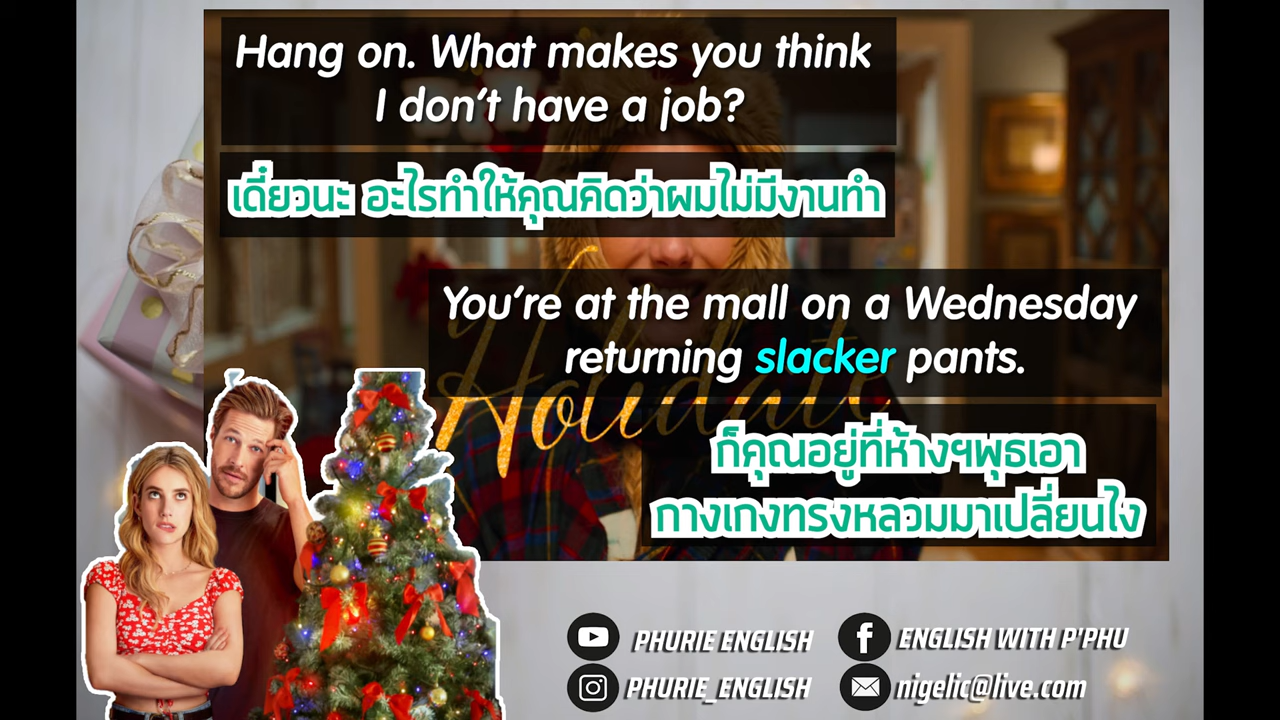 Hang on. What makes you think
I don't have a job?
เดี๋ยวนะ อะไรทำให้คุณคิดว่าผมไม่มีงานทำ
You're at the mall on a Wednesday
returning slacker pants.
Holidate
ก็คุณอยู่ที่ห้างฯพุธเอา
กางเกงทรงหลวมมาเปลี่ยนไง
PHURIE ENGLISH
ENGLISH WITH P'PHU
PHURIE_ENGLISH
nigelic@live.com